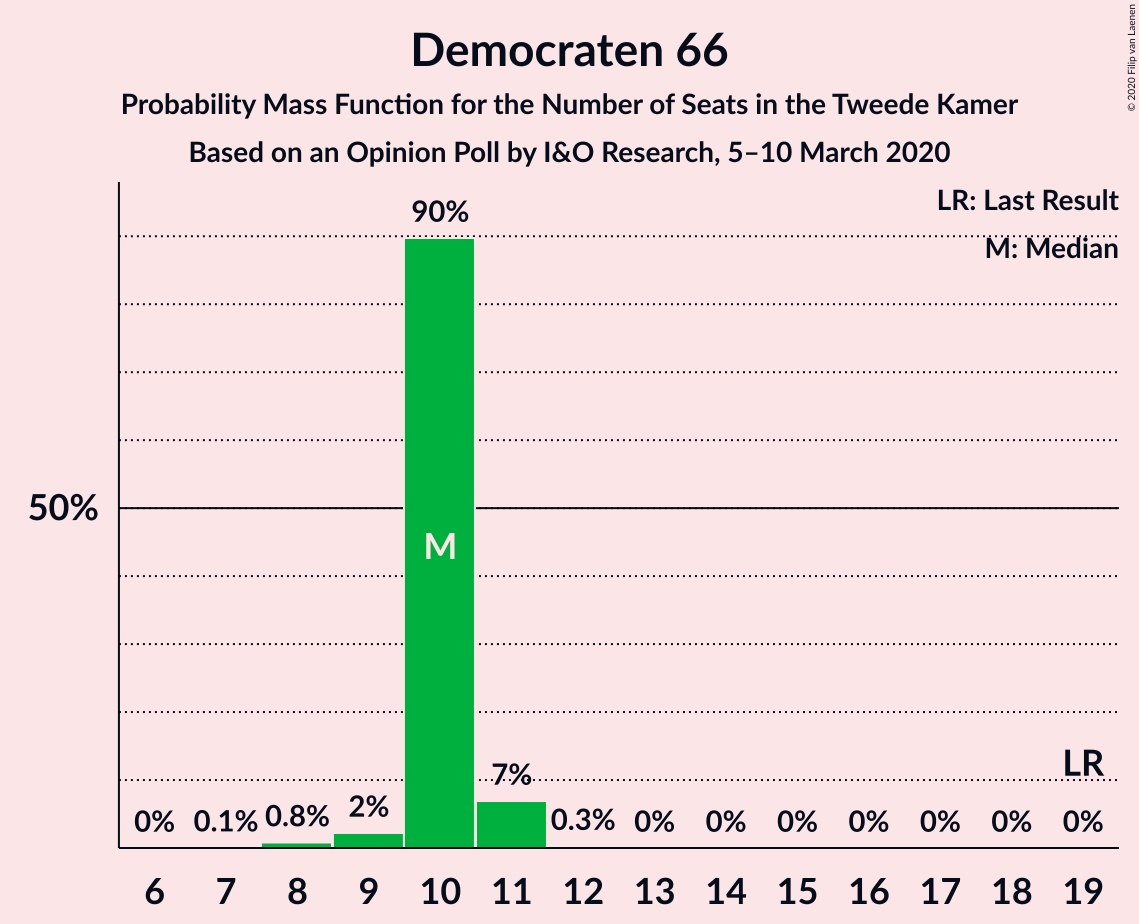 Democraten 66
Probability Mass Function for the Number of Seats in the Tweede Kamer
Based on an Opinion Poll by I&O Research, 5–10 March 2020
© 2020 Filip van Laenen
LR: Last Result
M: Median
90%
50%
M
LR
0% 0.1% 0.8% 2% 7% 0.3% 0% 0% 0% 0% 0% 0% 0%
6 7 8 9 10 11 12 13 14 15 16 17 18 19